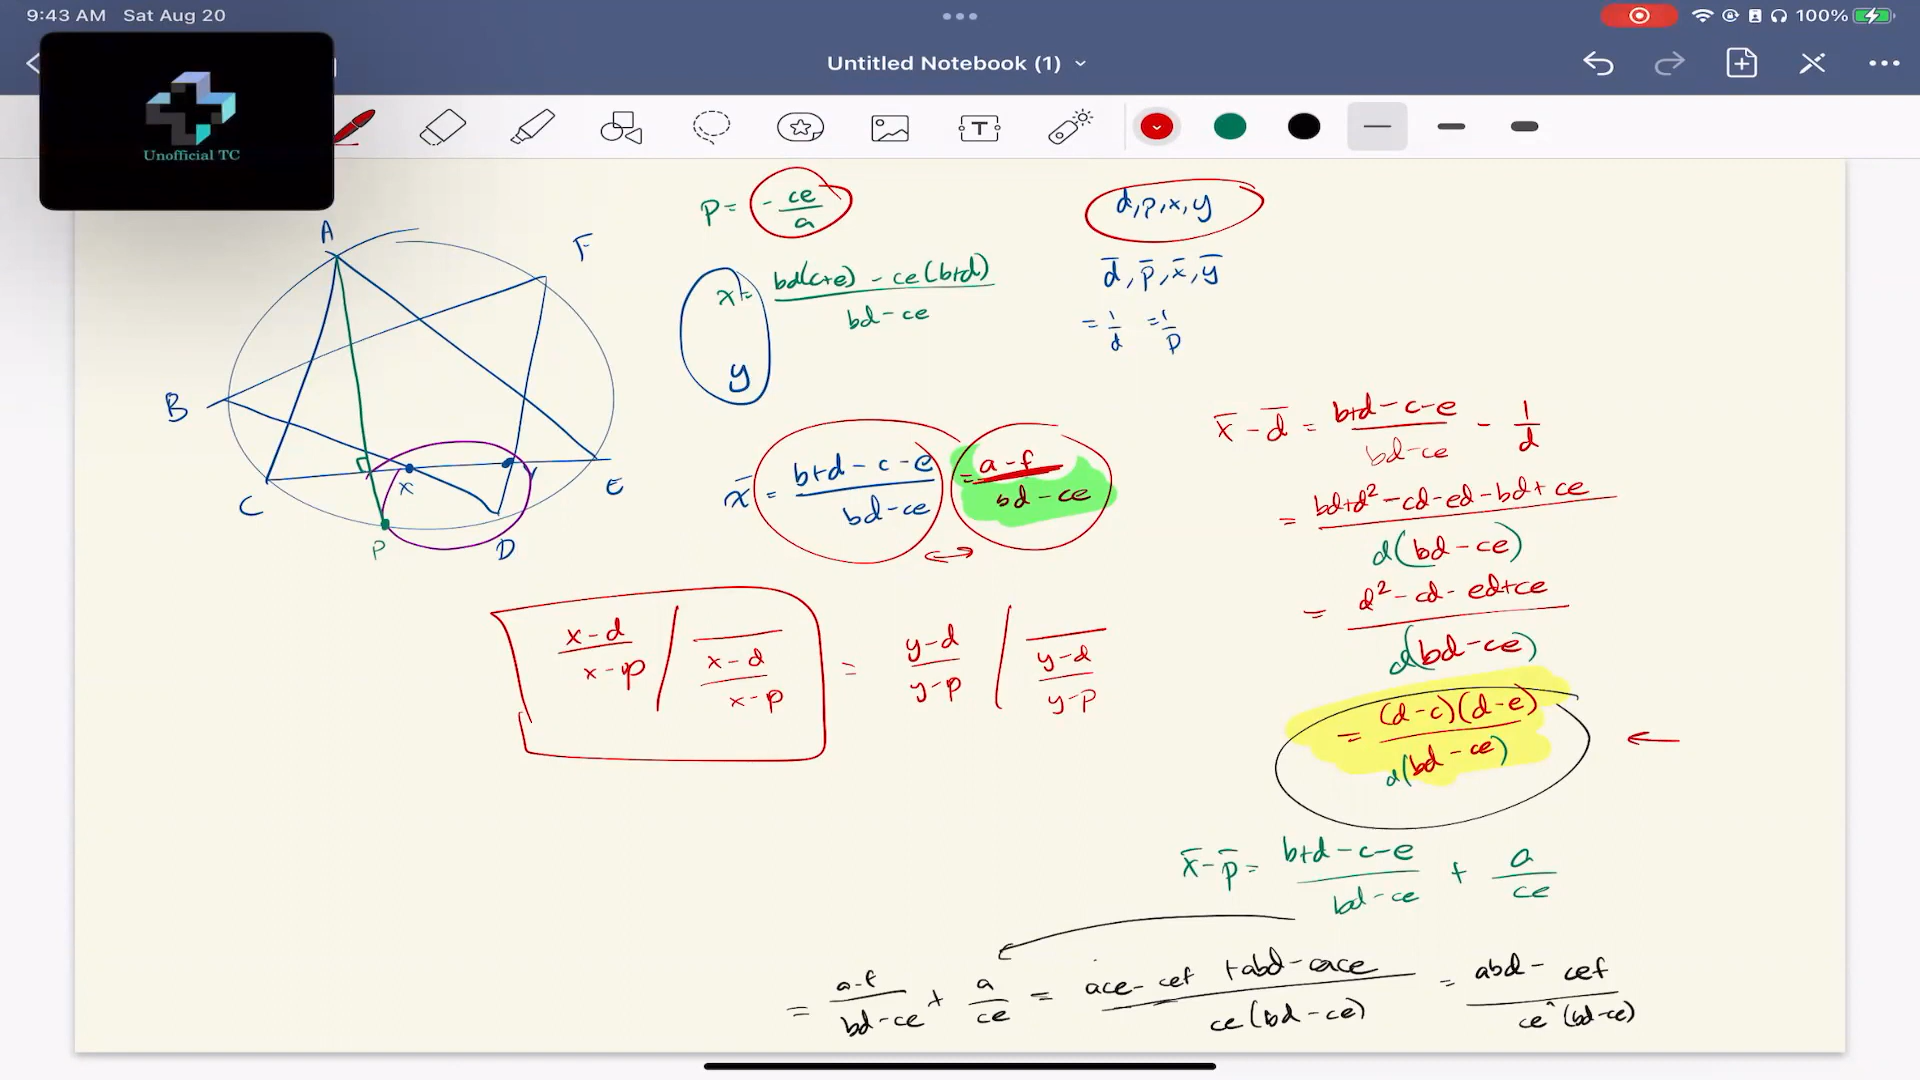 9:43 AM Sat Aug 20
100%
Untitled Notebook (1)
Unofficial TC
p = - ce/a
d, p, x, y
x = (bd(c+e) - ce(b+d))/(bd-ce)
y
d̄, p̄, x̄, ȳ
= 1/d = 1/p
A
F
B
C
X
Y
E
P
D
x̄ = (b+d-c-e)/(bd-ce) = (a-f)/(bd-ce)
↔
x̄ - d̄ = (b+d-c-e)/(bd-ce) - 1/d
= (bd+d²-cd-ed-bd+ce)/(d(bd-ce))
= (d²-cd-ed+ce)/(d(bd-ce))
= (d-c)(d-e)/(d(bd-ce)) ←
(x-d)/(x-p) / \overline{(x-d)/(x-p)} = (y-d)/(y-p) / \overline{(y-d)/(y-p)}
x̄ - p̄ = (b+d-c-e)/(bd-ce) + a/ce
= (a-f)/(bd-ce) + a/ce = (ace-cef+abd-ace)/(ce(bd-ce)) = (abd-cef)/(ce(bd-ce))